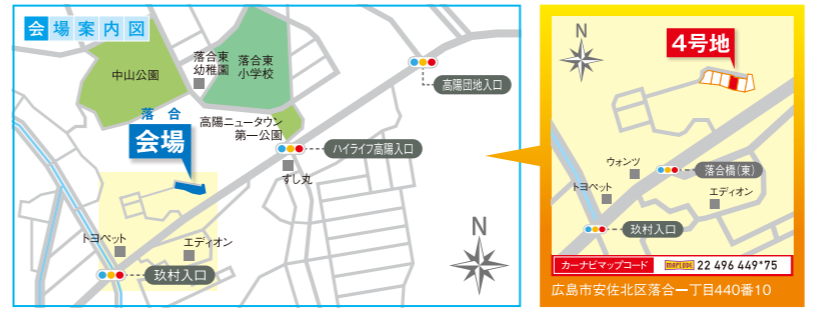 会場案内図
中山公園
落合東
幼稚園
落合東
小学校
高陽団地入口
落合
会場
高陽ニュータウン
第一公園
ハイライフ高陽入口
すし丸
トヨペット
エディオン
玖村入口
N
N
4号地
ウォンツ
落合橋(東)
トヨペット
エディオン
玖村入口
カーナビマップコード MAPCODE 22 496 449*75
広島市安佐北区落合一丁目440番10